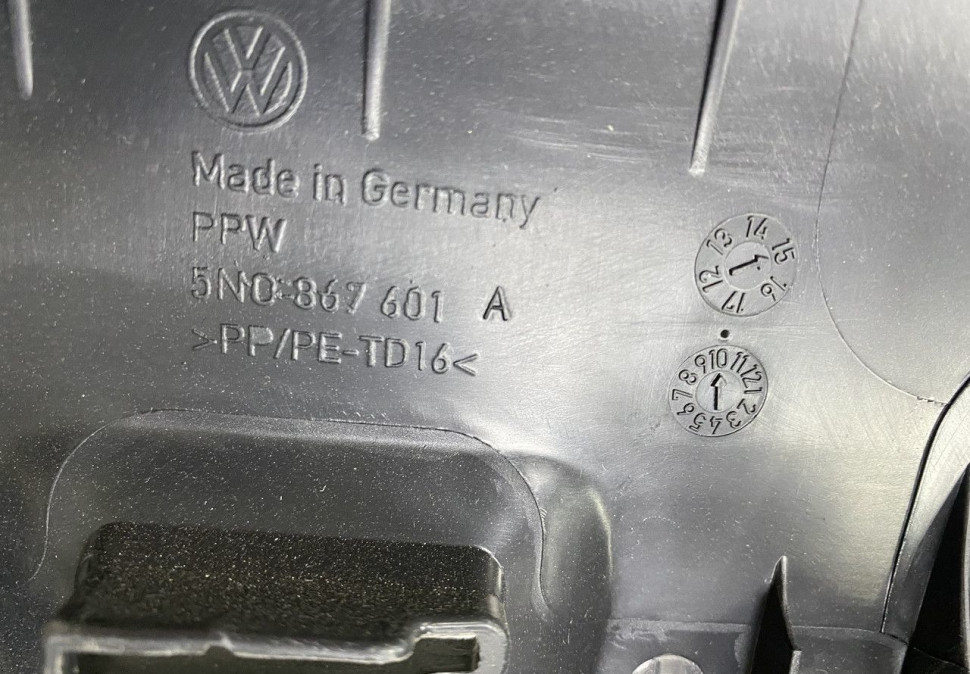 VW
Made in Germany
PPW
5N0 867 601 A
>PP/PE-TD16<
12 13 14 15 16 17
1 2 3 4 5 6 7 8 9 10 11 12